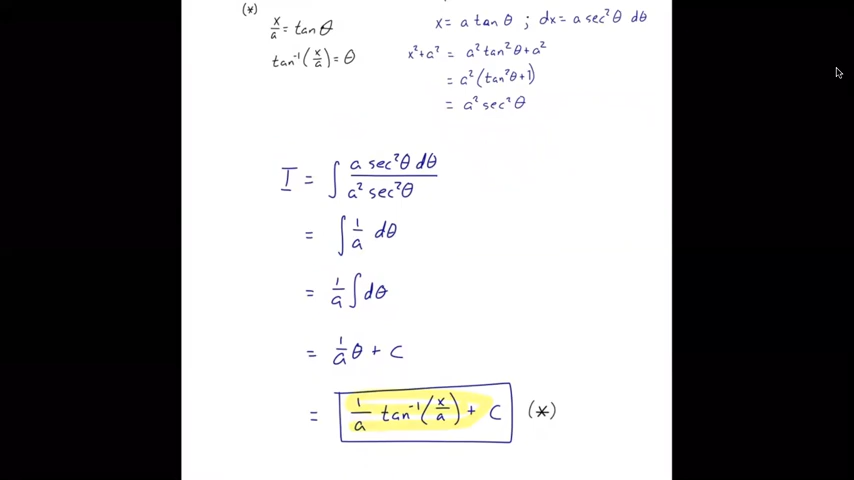 (*)
x/a = tan θ
tan⁻¹(x/a) = θ
x = a tan θ ; dx = a sec²θ dθ
x²+a² = a² tan²θ + a²
= a² (tan²θ+1)
= a² sec²θ
I = ∫ a sec²θ dθ / a² sec²θ
= ∫ 1/a dθ
= 1/a ∫ dθ
= 1/a θ + C
= 1/a tan⁻¹(x/a) + C (*)